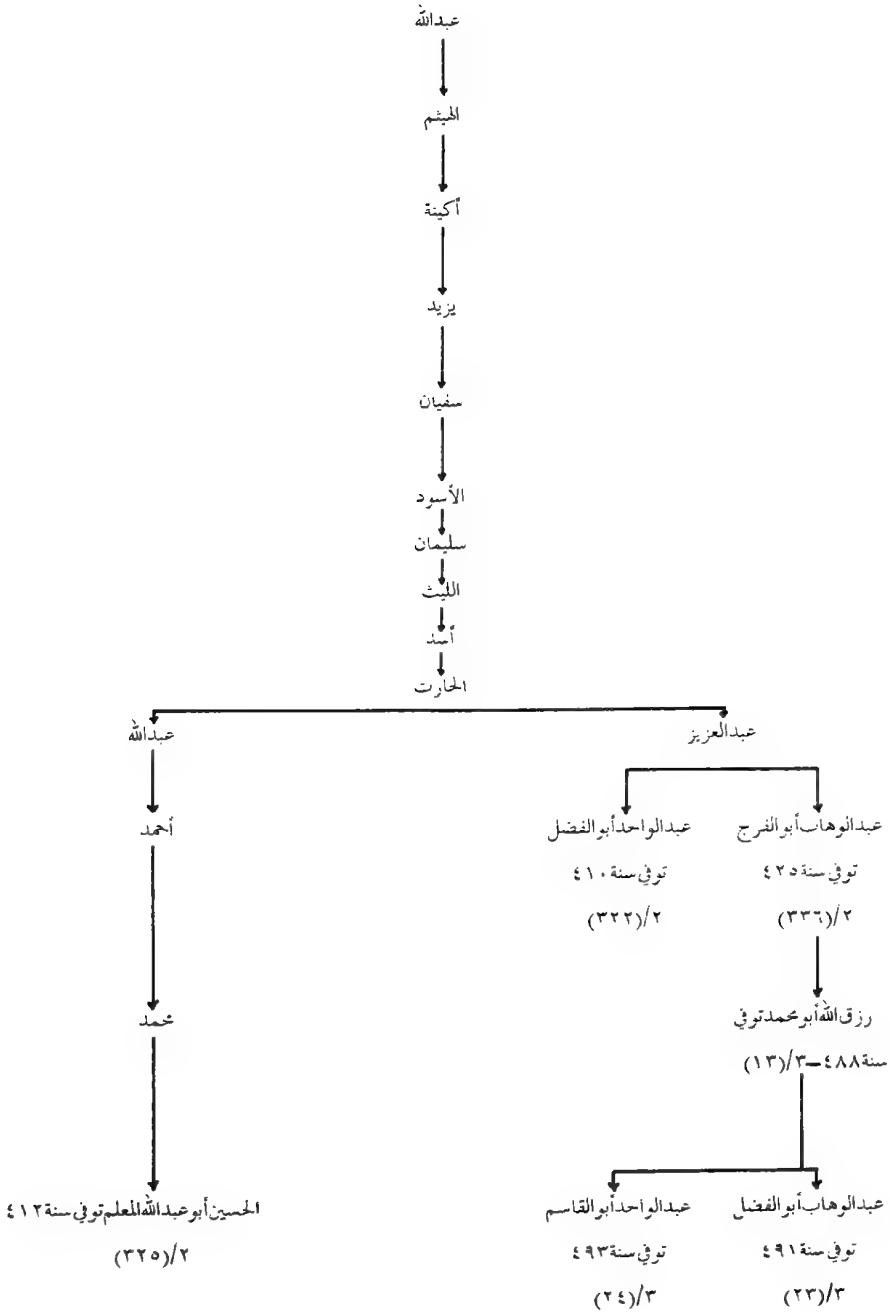 عبدالله
الهيثم
أكينة
يزيد
سفيان
الأسود
سليمان
الليث
أسد
الحارث
عبدالعزيز
عبدالله
عبدالوهاب أبو الفرج
توفي سنة ٤٢٥
٢/(٣٣٦)
عبدالواحد أبو الفضل
توفي سنة ٤١٠
٢/(٣٢٢)
أحمد
رزق الله أبو محمد توفي
سنة ٤٨٨ــ٣/(١٣)
محمد
عبدالوهاب أبو الفضل
توفي سنة ٤٩١
٣/(٢٣)
عبدالواحد أبو القاسم
توفي سنة ٤٩٣
٣/(٢٤)
الحسين أبو عبدالله المعلم توفي سنة ٤١٢
٢/(٣٢٥)